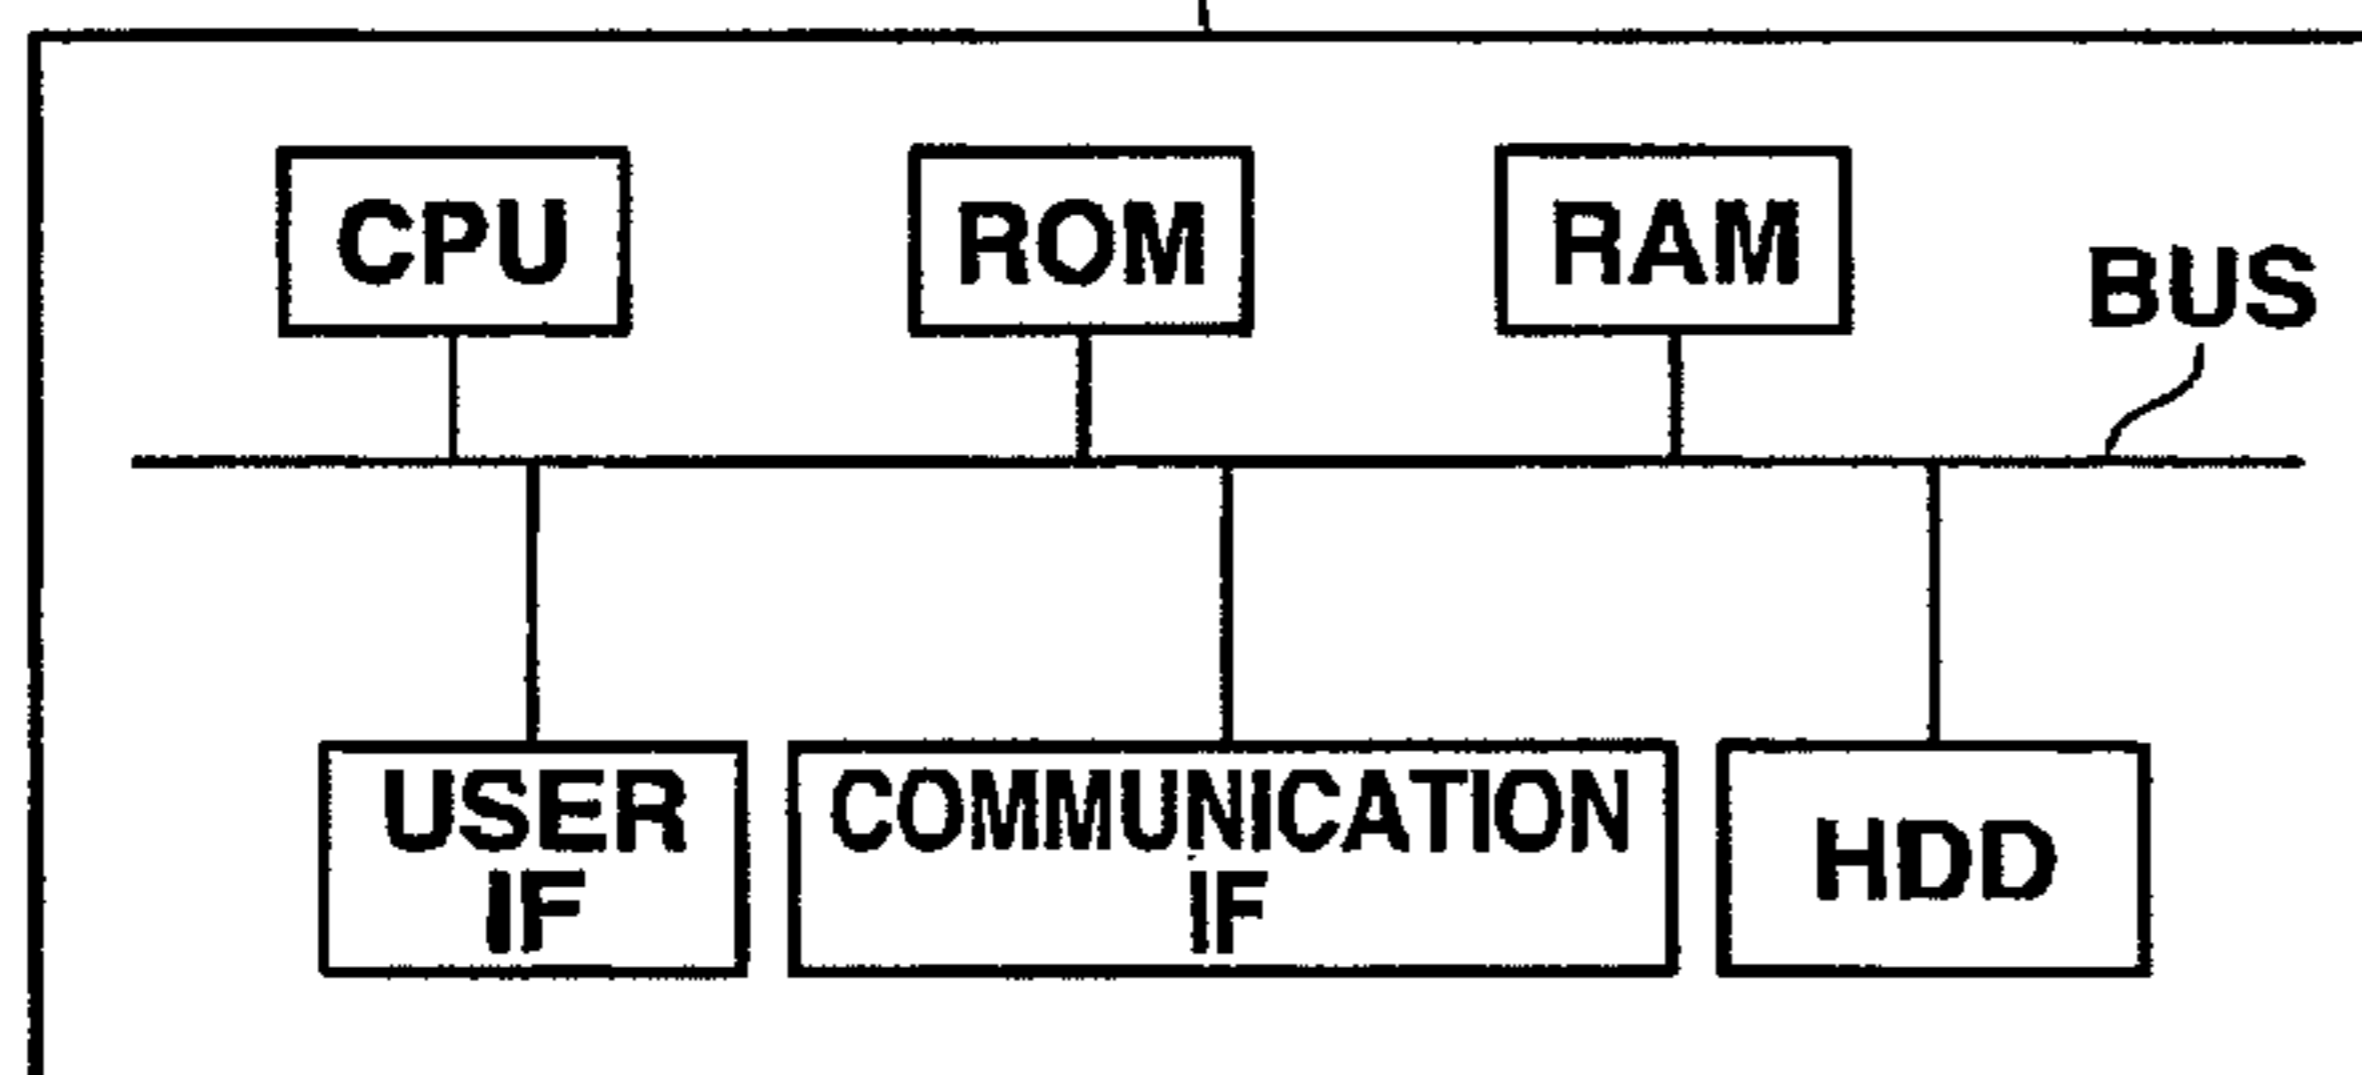 CPU
ROM
RAM
BUS
USER
IF
COMMUNICATION
IF
HDD